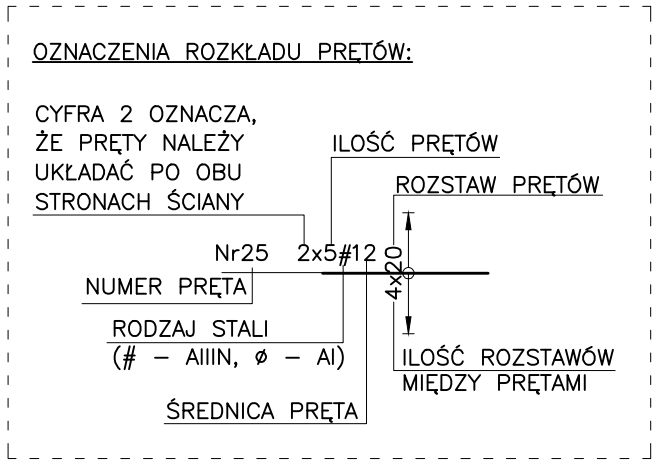 OZNACZENIA ROZKŁADU PRĘTÓW:
CYFRA 2 OZNACZA,
ŻE PRĘTY NALEŻY
UKŁADAĆ PO OBU
STRONACH ŚCIANY
ILOŚĆ PRĘTÓW
ROZSTAW PRĘTÓW
Nr25 2x5#12
4x20
NUMER PRĘTA
RODZAJ STALI
(# – AIIIN, ø – AI)
ILOŚĆ ROZSTAWÓW
MIĘDZY PRĘTAMI
ŚREDNICA PRĘTA